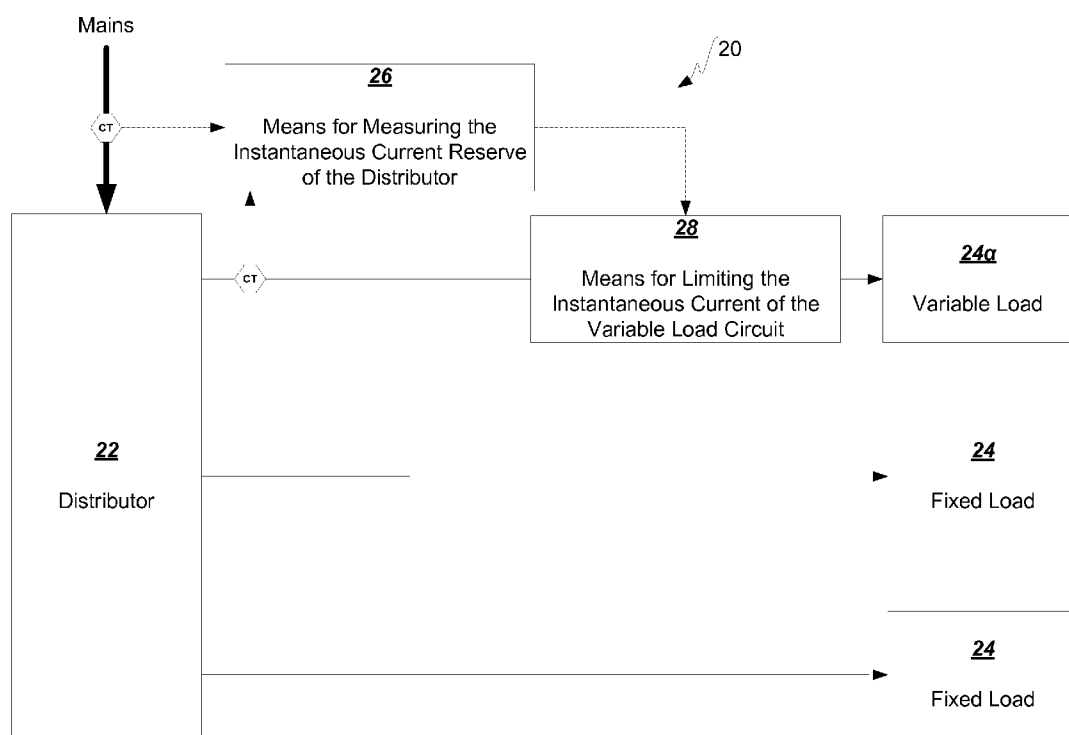 Mains
20
CT
26
Means for Measuring the
Instantaneous Current Reserve
of the Distributor
28
Means for Limiting the
Instantaneous Current of the
Variable Load Circuit
CT
24a
Variable Load
22
Distributor
24
Fixed Load
24
Fixed Load